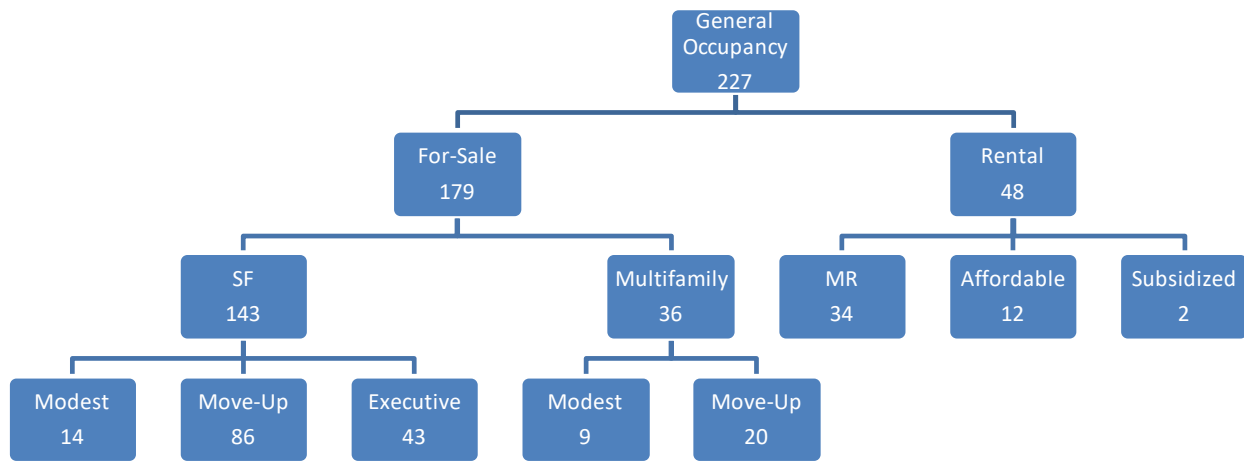 General
Occupancy
227
For-Sale
179
Rental
48
SF
143
Multifamily
36
MR
34
Affordable
12
Subsidized
2
Modest
14
Move-Up
86
Executive
43
Modest
9
Move-Up
20